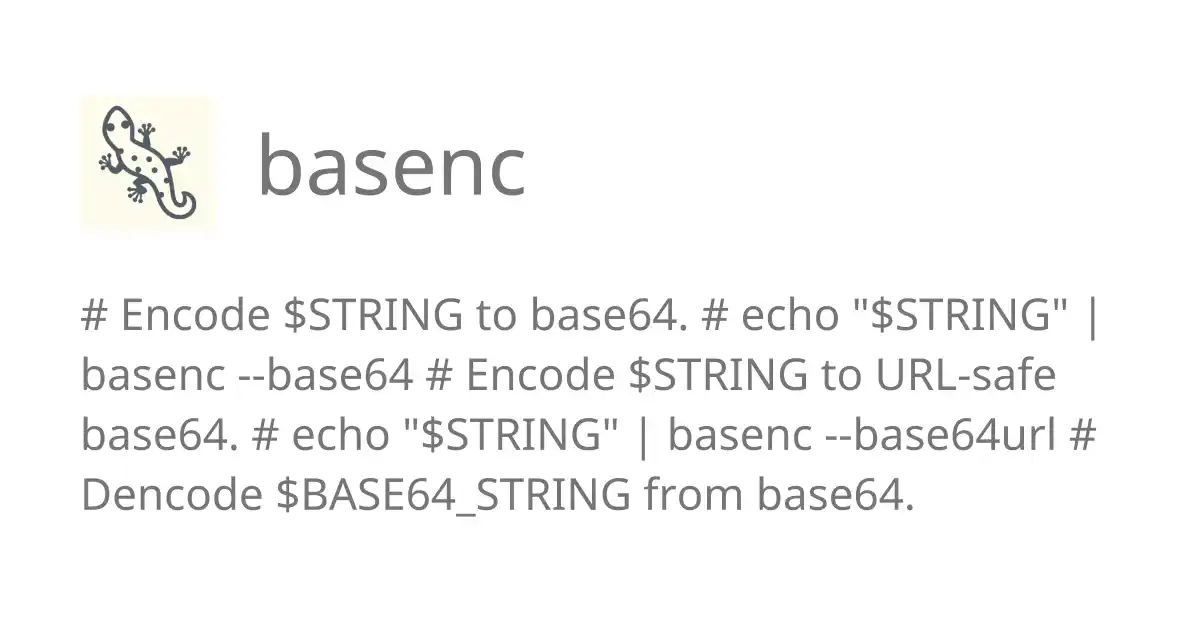 basenc
# Encode $STRING to base64. # echo "$STRING" |
basenc --base64 # Encode $STRING to URL-safe
base64. # echo "$STRING" | basenc --base64url #
Dencode $BASE64_STRING from base64.